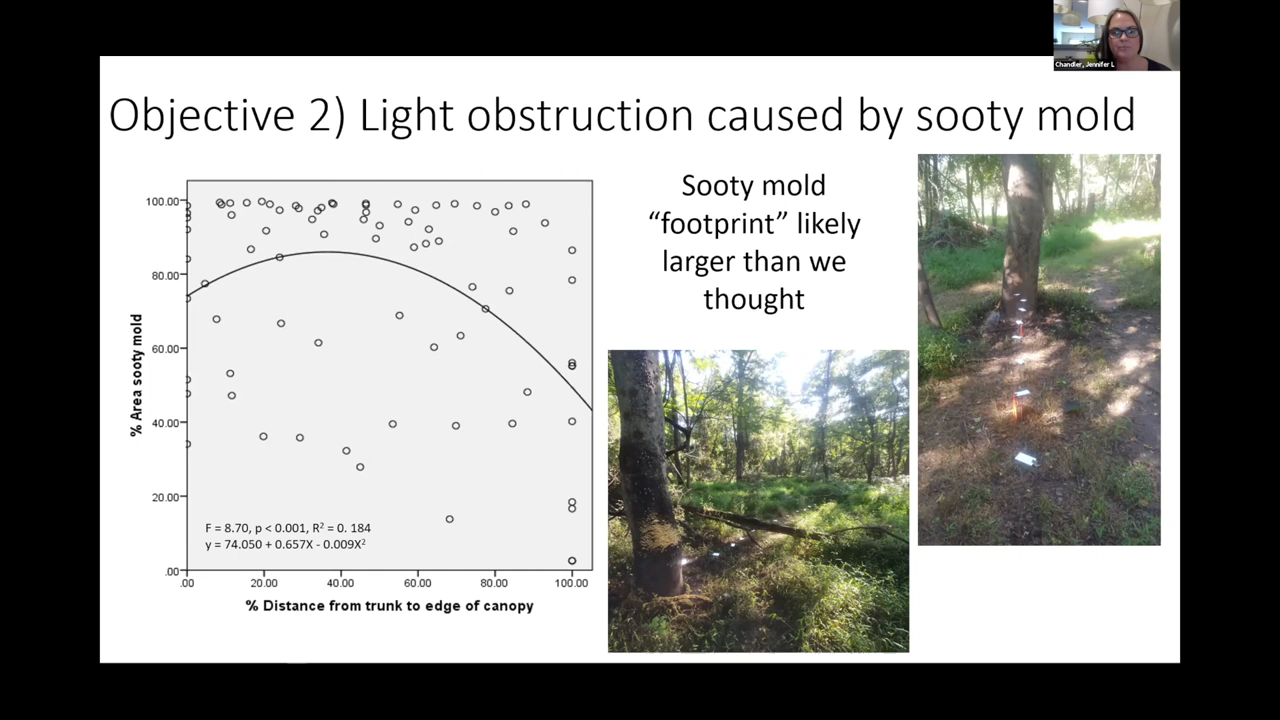 Chandler, Jennifer L
Objective 2) Light obstruction caused by sooty mold
Sooty mold
“footprint” likely
larger than we
thought
% Area sooty mold
100.00
80.00
60.00
40.00
20.00
.00
F = 8.70, p < 0.001, R² = 0. 184
y = 74.050 + 0.657X - 0.009X²
.00 20.00 40.00 60.00 80.00 100.00
% Distance from trunk to edge of canopy